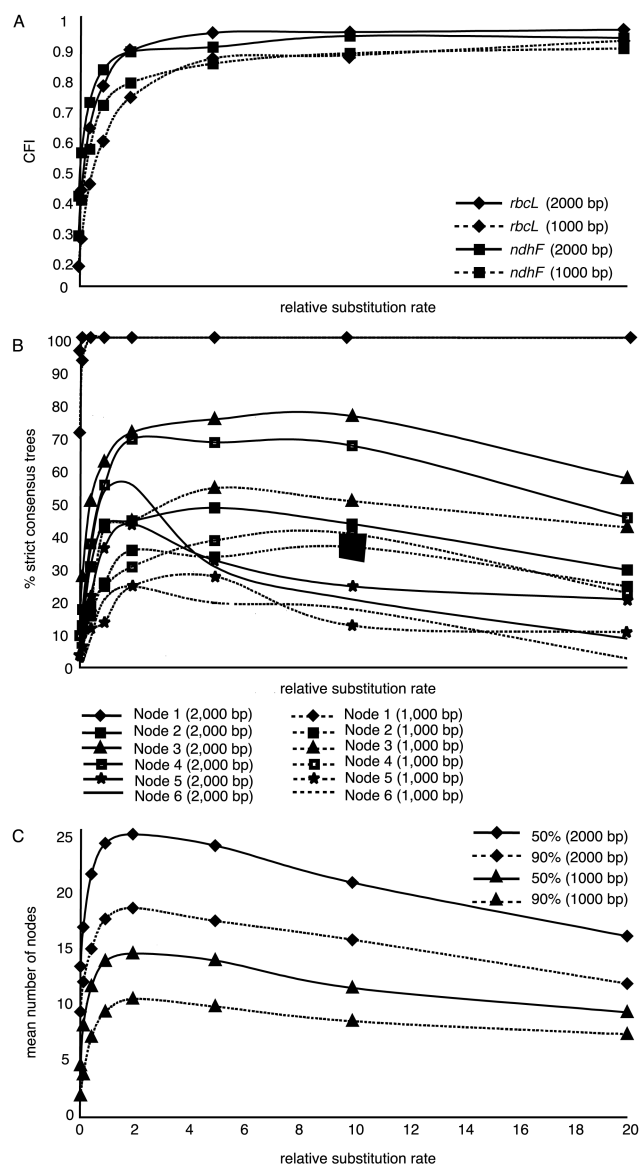 A
1
0.9
0.8
0.7
0.6
0.5
0.4
0.3
0.2
0
CFI
rbcL (2000 bp)
rbcL (1000 bp)
ndhF (2000 bp)
ndhF (1000 bp)
relative substitution rate
B
100
90
80
70
60
50
40
30
20
10
0
% strict consensus trees
relative substitution rate
Node 1 (2,000 bp)
Node 2 (2,000 bp)
Node 3 (2,000 bp)
Node 4 (2,000 bp)
Node 5 (2,000 bp)
Node 6 (2,000 bp)
Node 1 (1,000 bp)
Node 2 (1,000 bp)
Node 3 (1,000 bp)
Node 4 (1,000 bp)
Node 5 (1,000 bp)
Node 6 (1,000 bp)
C
25
20
15
10
5
0
mean number of nodes
50% (2000 bp)
90% (2000 bp)
50% (1000 bp)
90% (1000 bp)
0 2 4 6 8 10 12 14 16 18 20
relative substitution rate